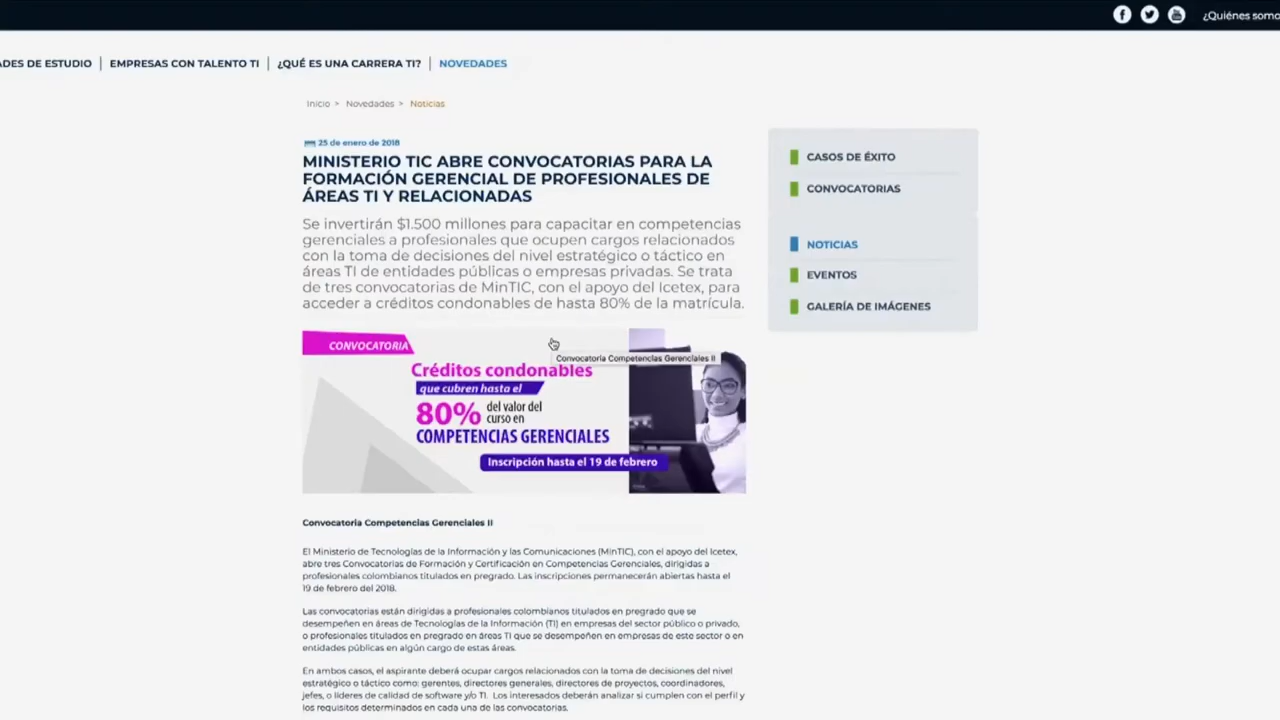 ¿Quiénes somo
ADES DE ESTUDIO | EMPRESAS CON TALENTO TI | ¿QUÉ ES UNA CARRERA TI? | NOVEDADES
Inicio > Novedades > Noticias
25 de enero de 2018
MINISTERIO TIC ABRE CONVOCATORIAS PARA LA
FORMACIÓN GERENCIAL DE PROFESIONALES DE
ÁREAS TI Y RELACIONADAS
Se invertirán $1.500 millones para capacitar en competencias
gerenciales a profesionales que ocupen cargos relacionados
con la toma de decisiones del nivel estratégico o táctico en
áreas TI de entidades públicas o empresas privadas. Se trata
de tres convocatorias de MinTIC, con el apoyo del Icetex, para
acceder a créditos condonables de hasta 80% de la matrícula.
CONVOCATORIA
Convocatoria Competencias Gerenciales II
Créditos condonables
que cubren hasta el
80% del valor del
curso en
COMPETENCIAS GERENCIALES
Inscripción hasta el 19 de febrero
Convocatoria Competencias Gerenciales II
El Ministerio de Tecnologías de la Información y las Comunicaciones (MinTIC), con el apoyo del Icetex,
abre tres Convocatorias de Formación y Certificación en Competencias Gerenciales, dirigidas a
profesionales colombianos titulados en pregrado. Las inscripciones permanecerán abiertas hasta el
19 de febrero del 2018.
Las convocatorias están dirigidas a profesionales colombianos titulados en pregrado que se
desempeñen en áreas de Tecnologías de la Información (TI) en empresas del sector público o privado,
o profesionales titulados en pregrado en áreas TI que se desempeñen en empresas de este sector o en
entidades públicas en algún cargo de estas áreas.
En ambos casos, el aspirante deberá ocupar cargos relacionados con la toma de decisiones del nivel
estratégico o táctico como: gerentes, directores generales, directores de proyectos, coordinadores,
jefes, o líderes de calidad de software y/o TI. Los interesados deberán analizar si cumplen con el perfil y
los requisitos determinados en cada una de las convocatorias.
CASOS DE ÉXITO
CONVOCATORIAS
NOTICIAS
EVENTOS
GALERÍA DE IMÁGENES